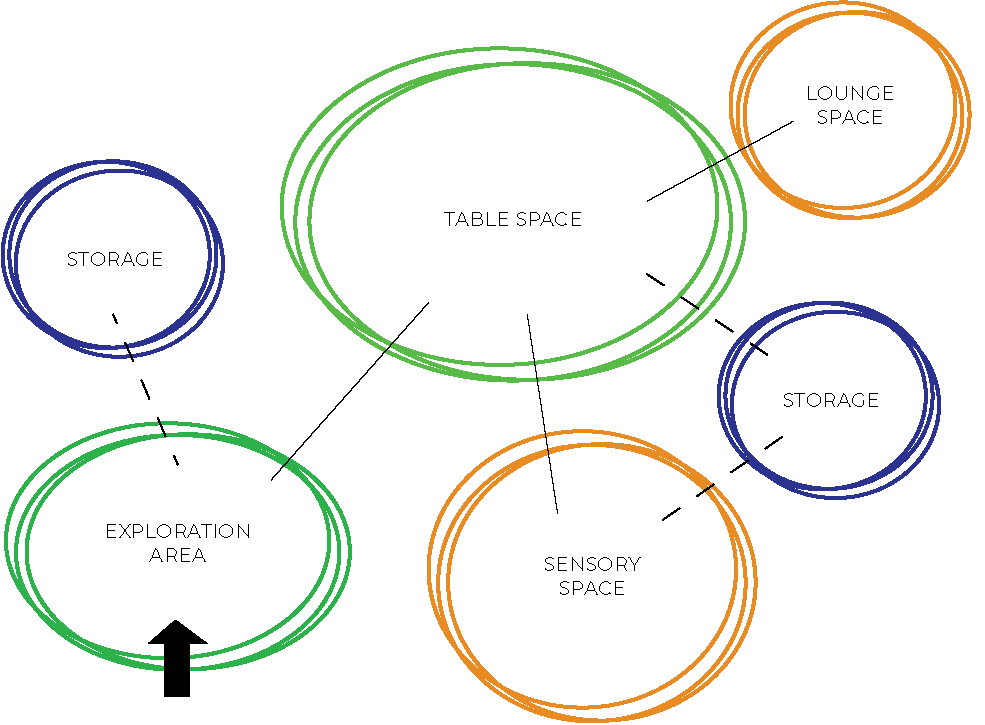 LOUNGE
SPACE
TABLE SPACE
STORAGE
STORAGE
EXPLORATION
AREA
SENSORY
SPACE